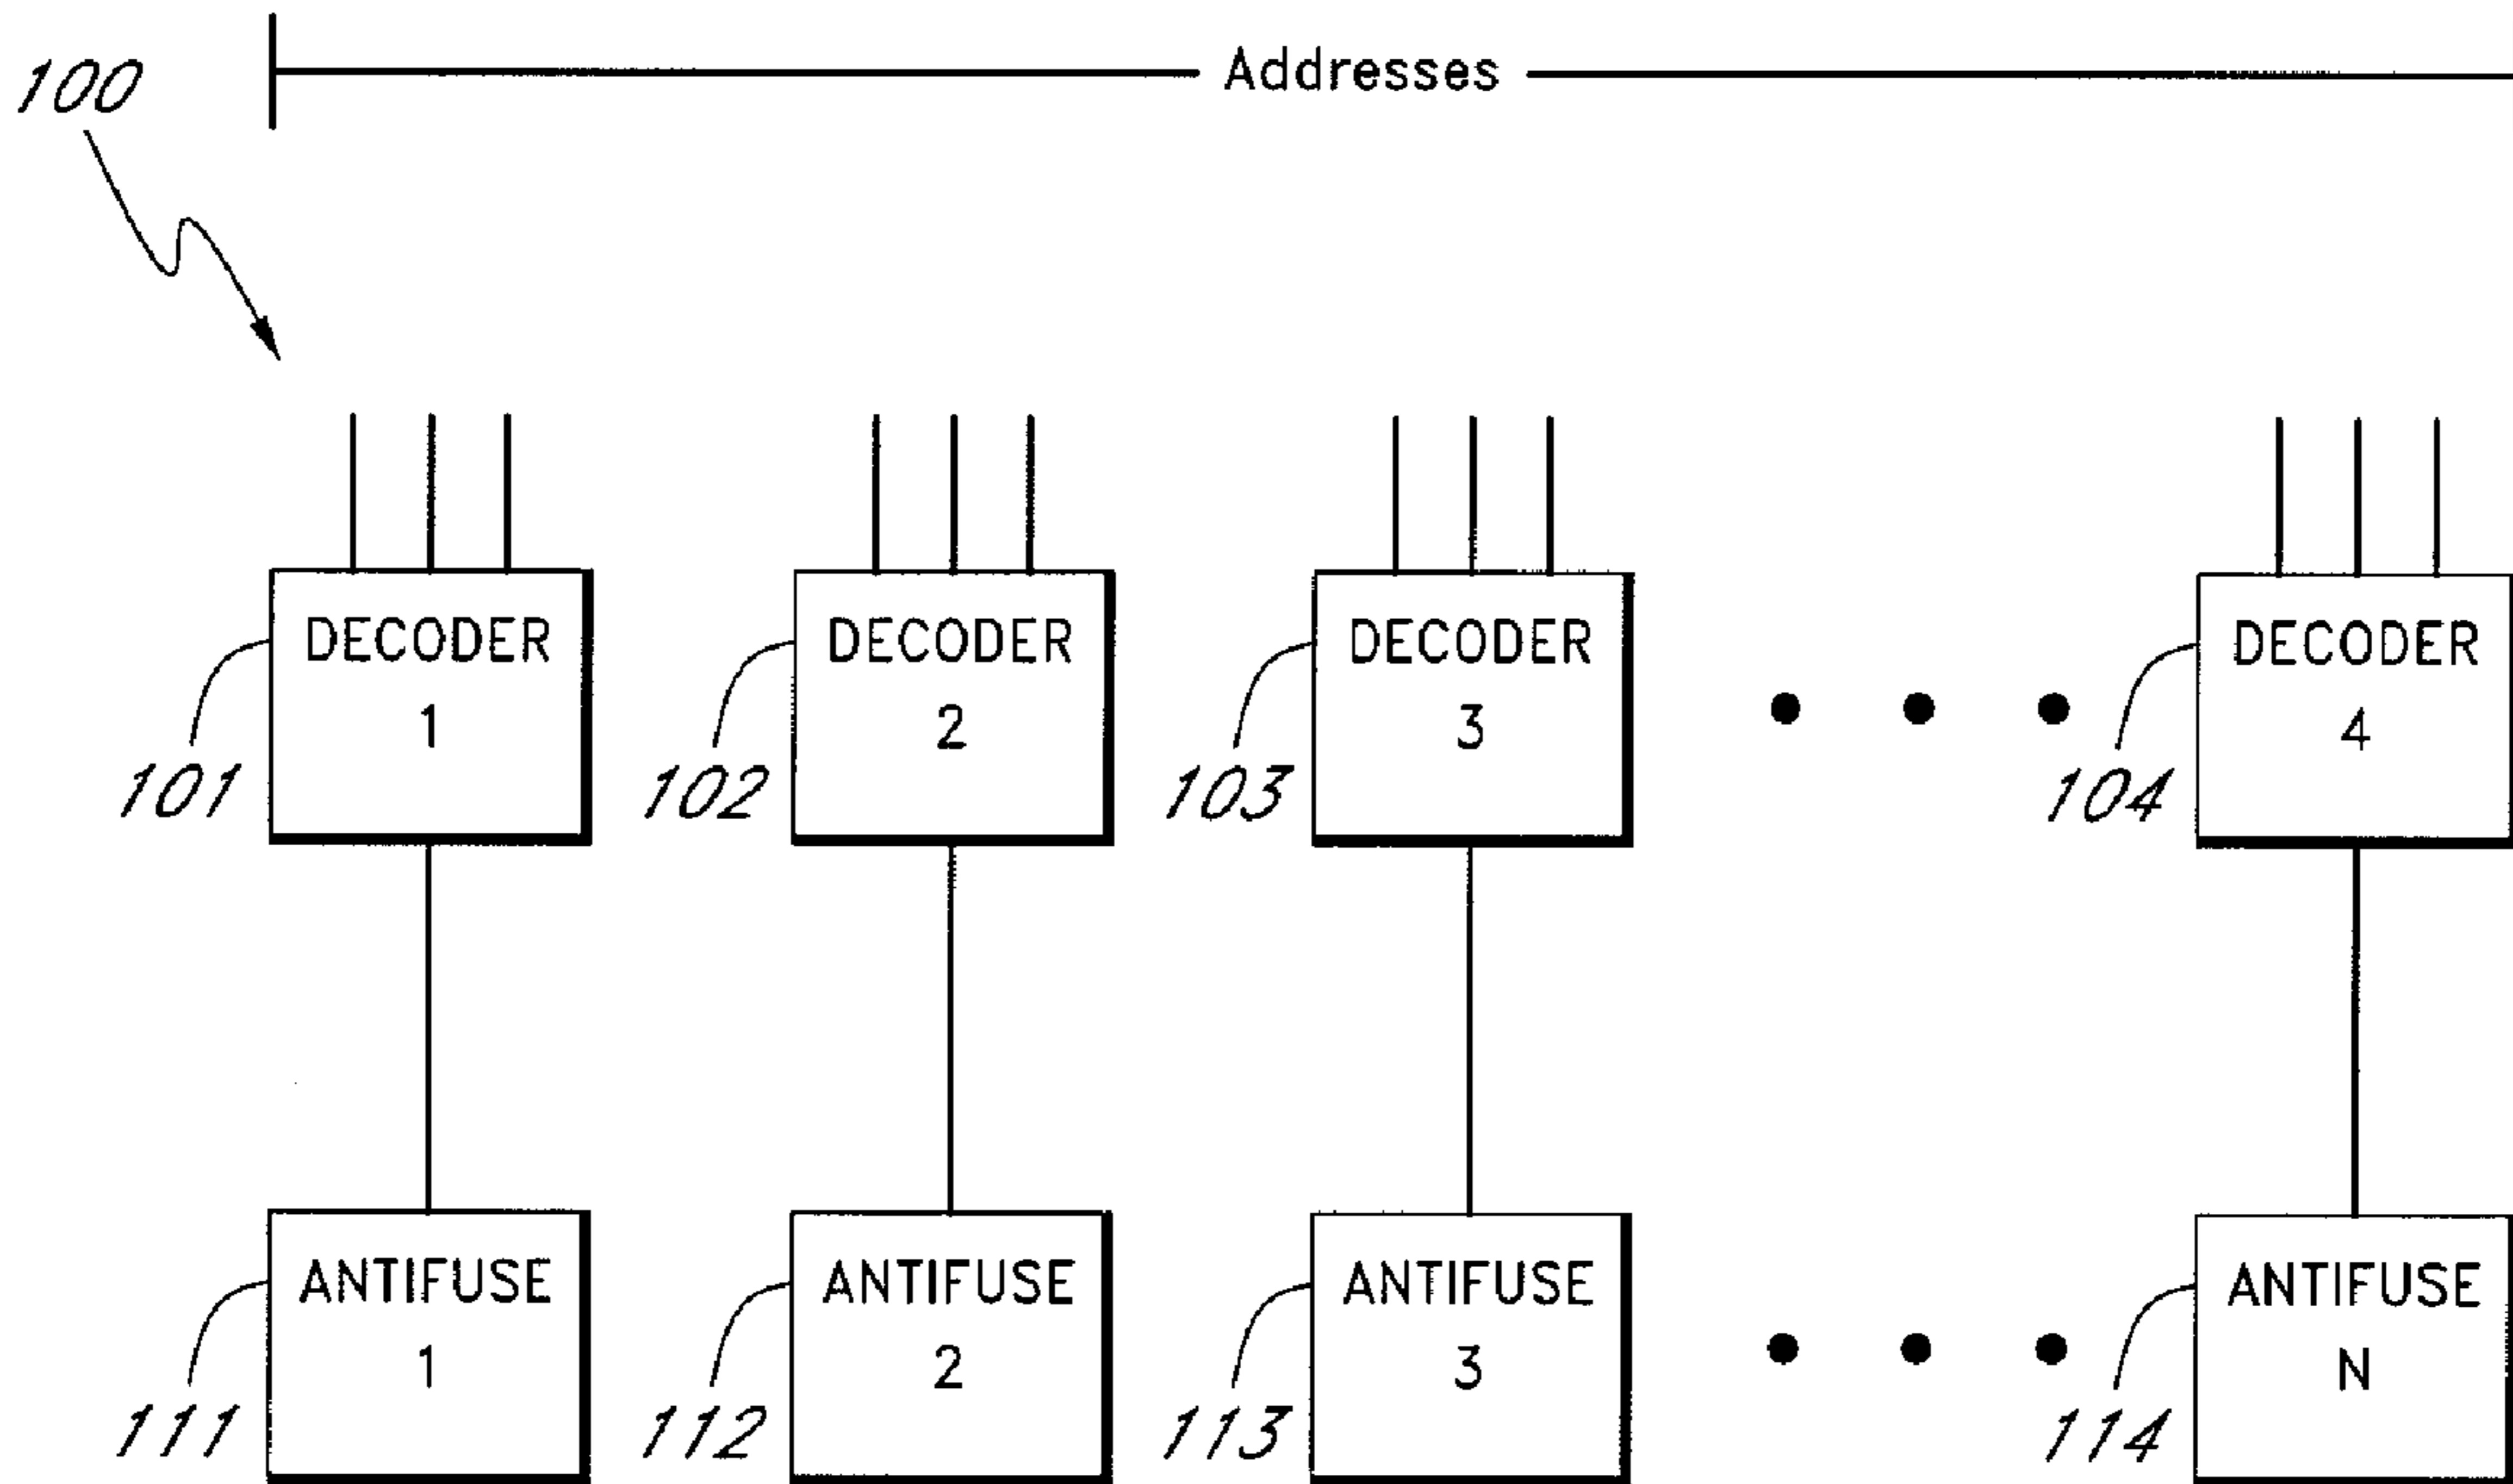 100
Addresses
DECODER
1
DECODER
2
DECODER
3
DECODER
4
101
102
103
104
ANTIFUSE
1
ANTIFUSE
2
ANTIFUSE
3
ANTIFUSE
N
111
112
113
114